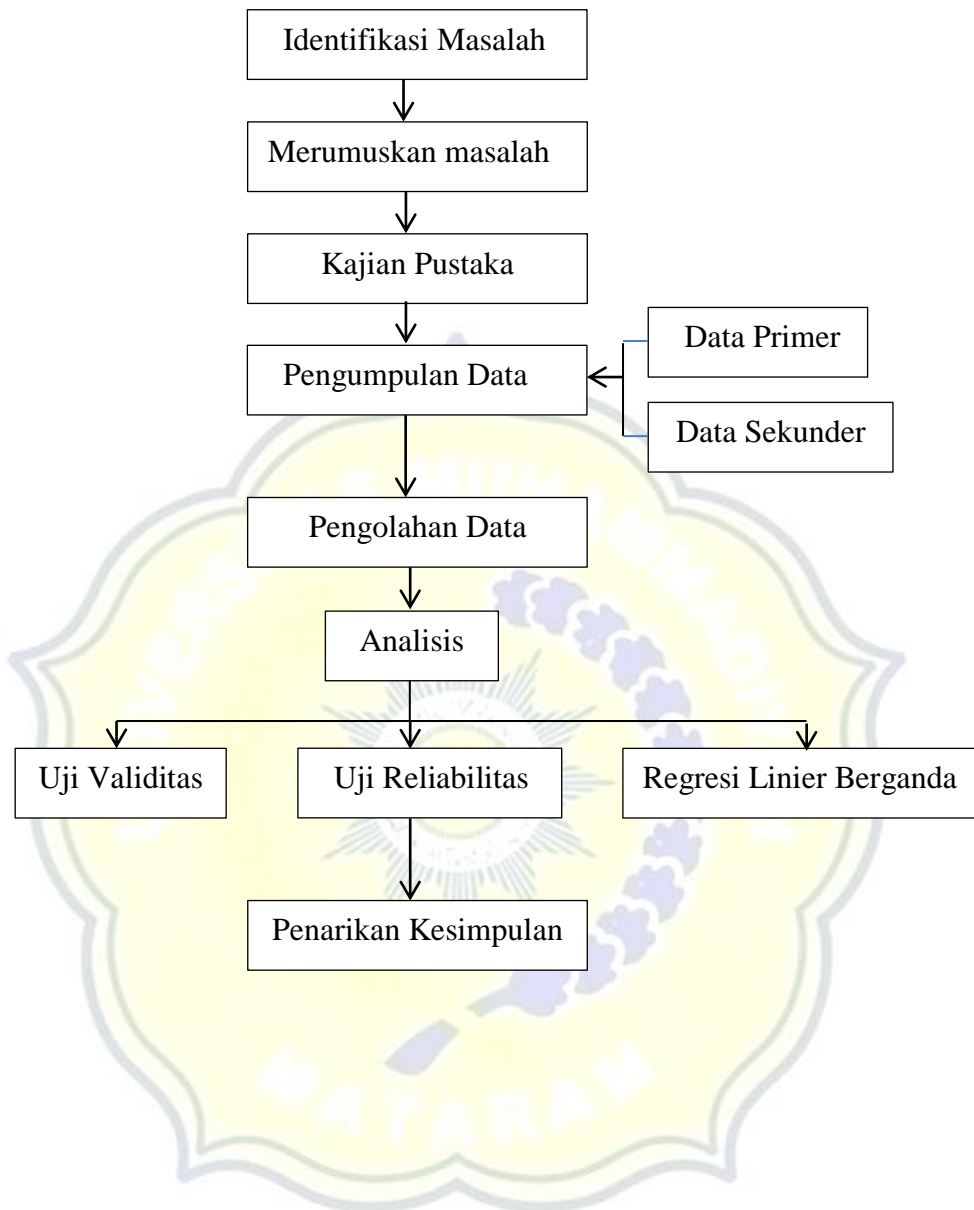 Identifikasi Masalah
Merumuskan masalah
Kajian Pustaka
Data Primer
Pengumpulan Data
Data Sekunder
Pengolahan Data
Analisis
Uji Validitas
Uji Reliabilitas
Regresi Linier Berganda
Penarikan Kesimpulan
MATARAM